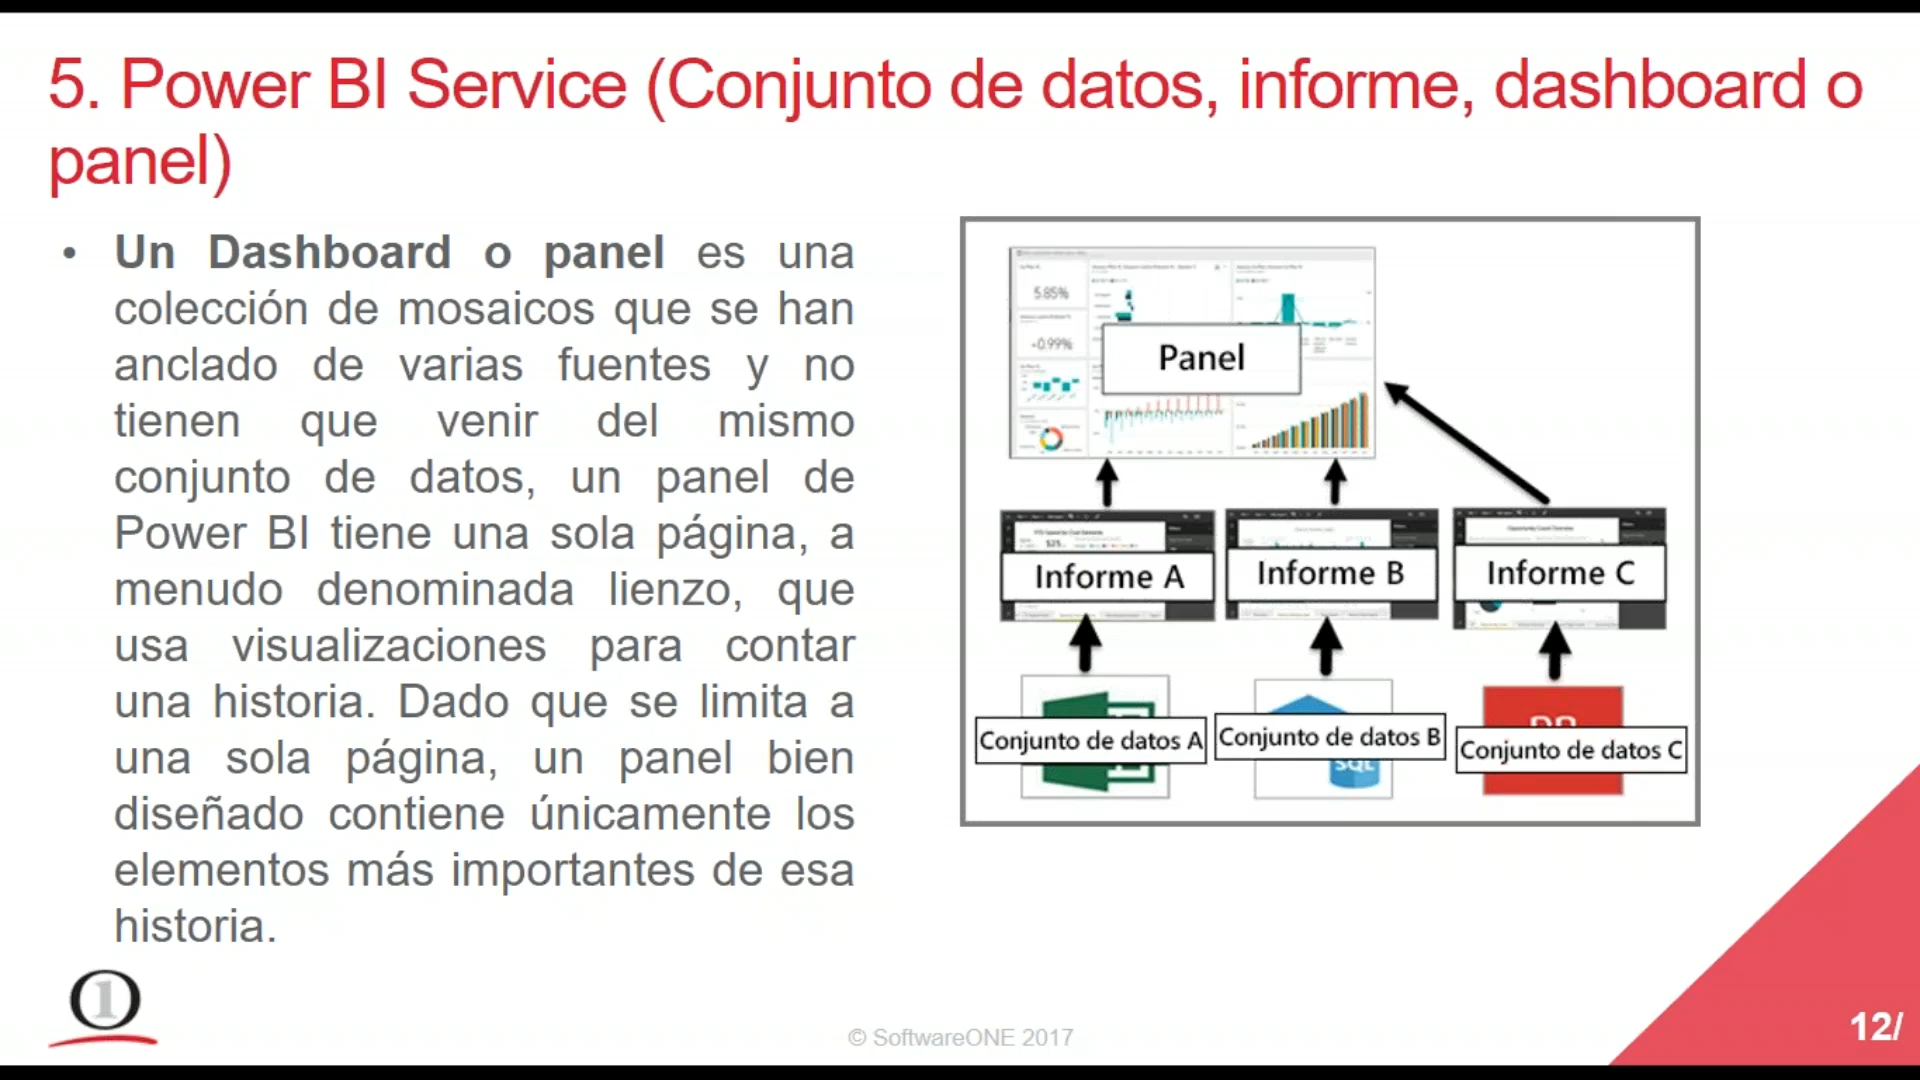 5. Power BI Service (Conjunto de datos, informe, dashboard o
panel)
• Un Dashboard o panel es una
colección de mosaicos que se han
anclado de varias fuentes y no
tienen que venir del mismo
conjunto de datos, un panel de
Power BI tiene una sola página, a
menudo denominada lienzo, que
usa visualizaciones para contar
una historia. Dado que se limita a
una sola página, un panel bien
diseñado contiene únicamente los
elementos más importantes de esa
historia.
5.85%
-0.99%
Panel
Informe A
Informe B
Informe C
Conjunto de datos A
Conjunto de datos B
Conjunto de datos C
SQL
1
© SoftwareONE 2017
12/